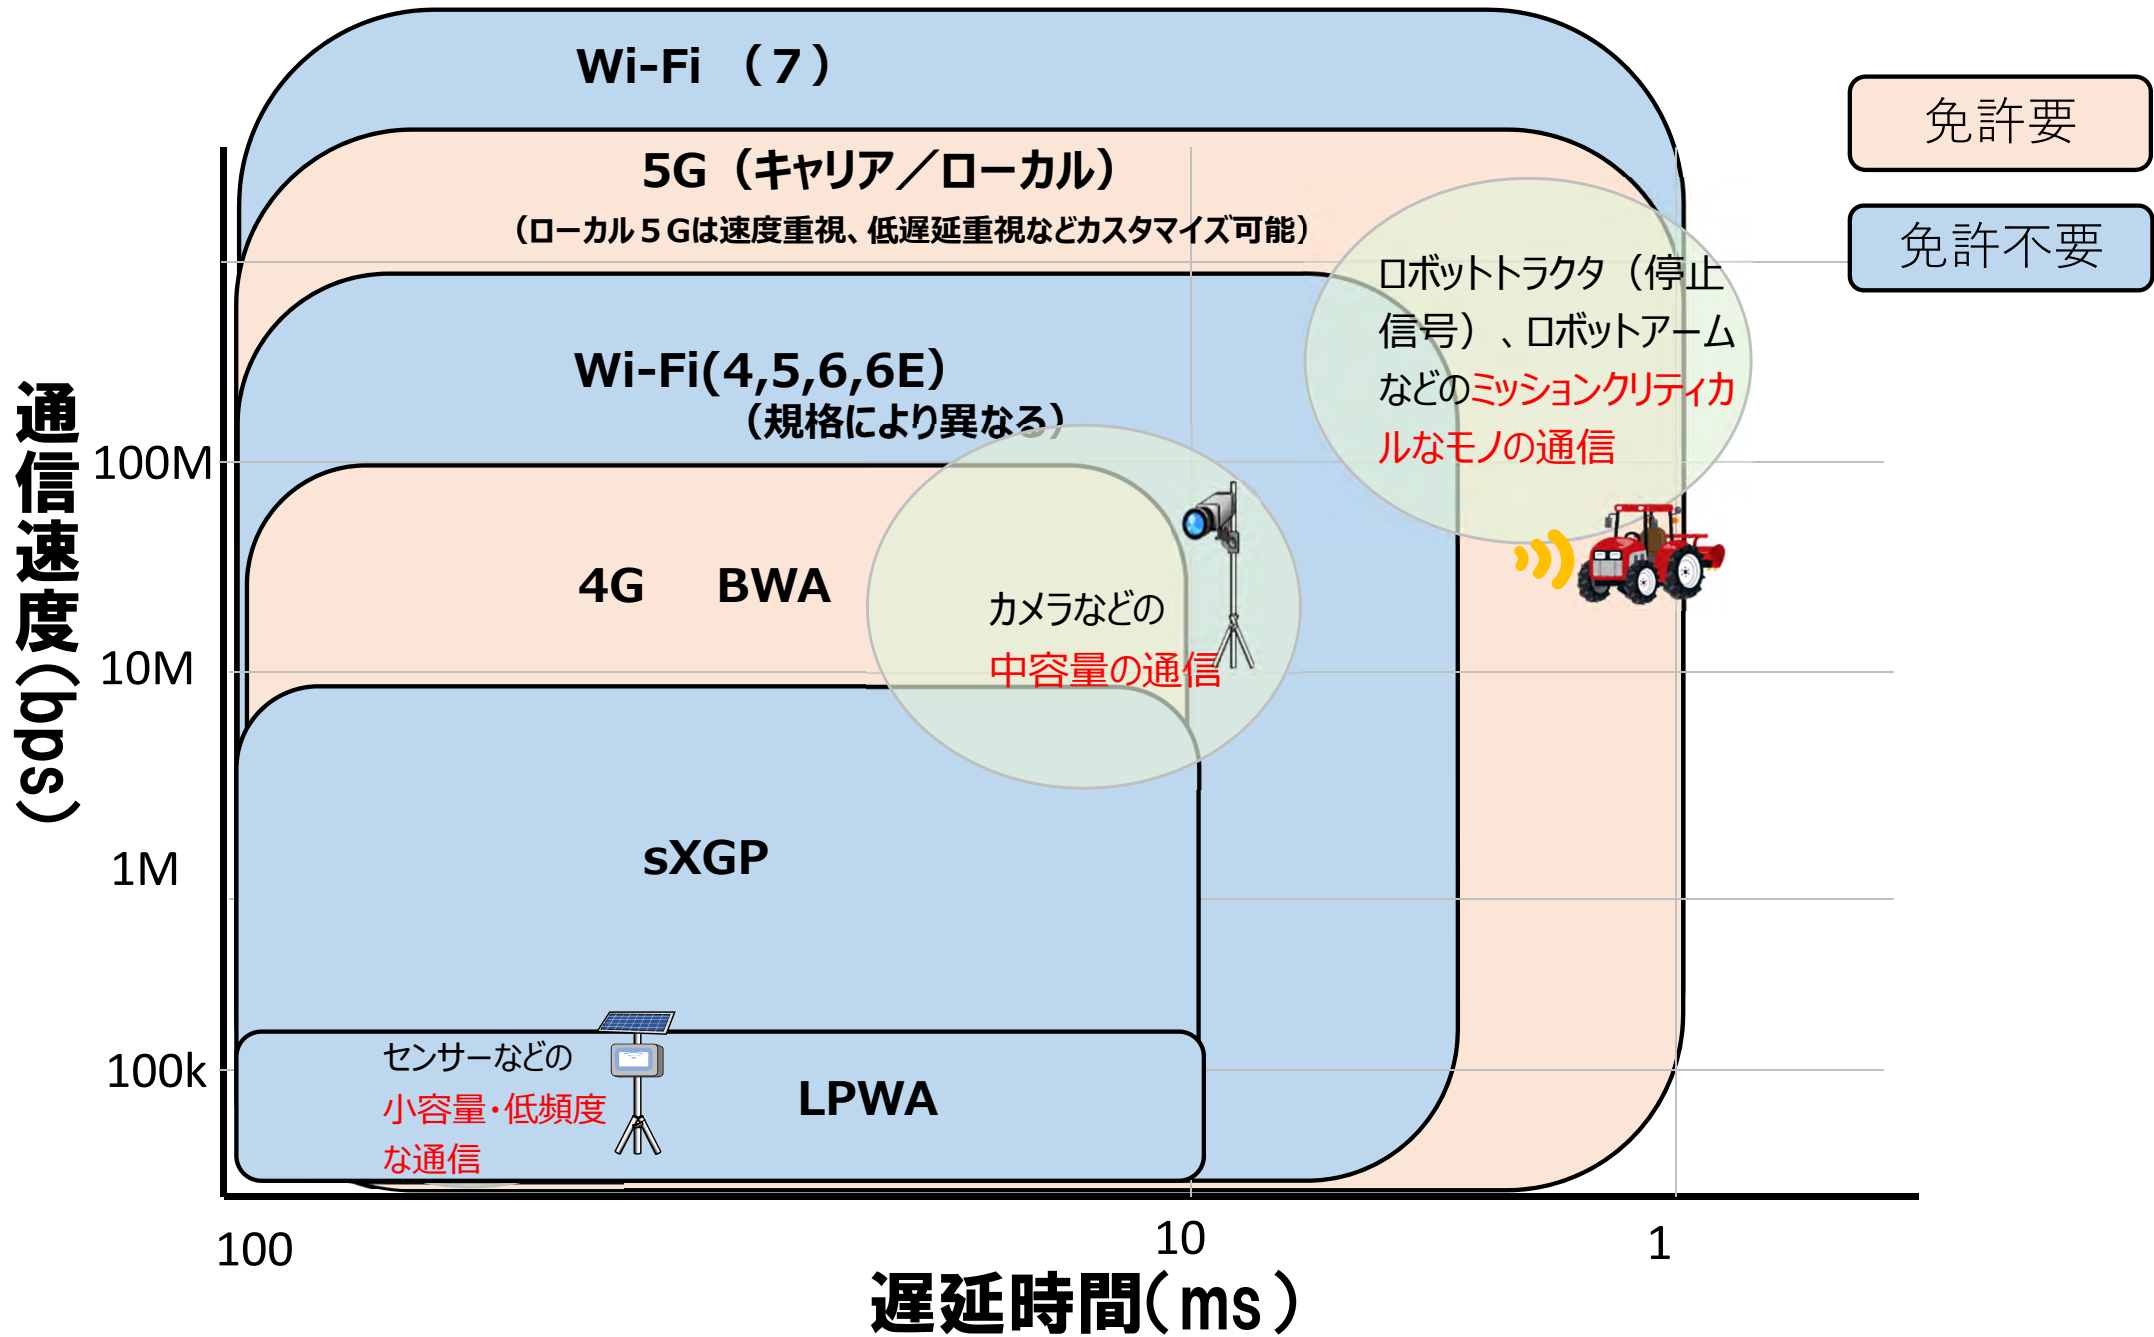 Wi-Fi （７）
5G（キャリア／ローカル）
（ローカル５Gは速度重視、低遅延重視などカスタマイズ可能）
免許要
免許不要
ロボットトラクタ（停止
信号）、ロボットアーム
などのミッションクリティカ
ルなモノの通信
Wi-Fi(4,5,6,6E）
（規格により異なる）
4G BWA
カメラなどの
中容量の通信
sXGP
センサーなどの
小容量・低頻度
な通信
LPWA
通信速度(bps)
100M
10M
1M
100k
100
10
1
遅延時間(ms)